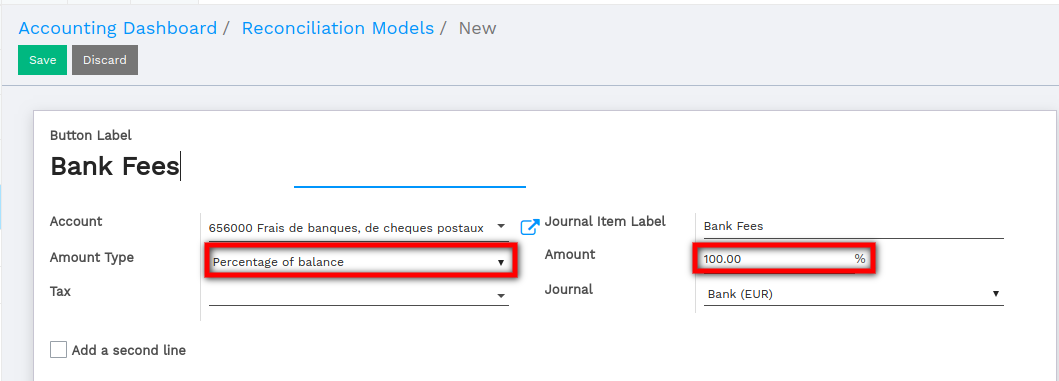 Accounting Dashboard / Reconciliation Models / New
Save Discard
Button Label
Bank Fees
Account 656000 Frais de banques, de cheques postaux Journal Item Label Bank Fees
Amount Type Percentage of balance Amount 100.00 %
Tax Journal Bank (EUR)
Add a second line